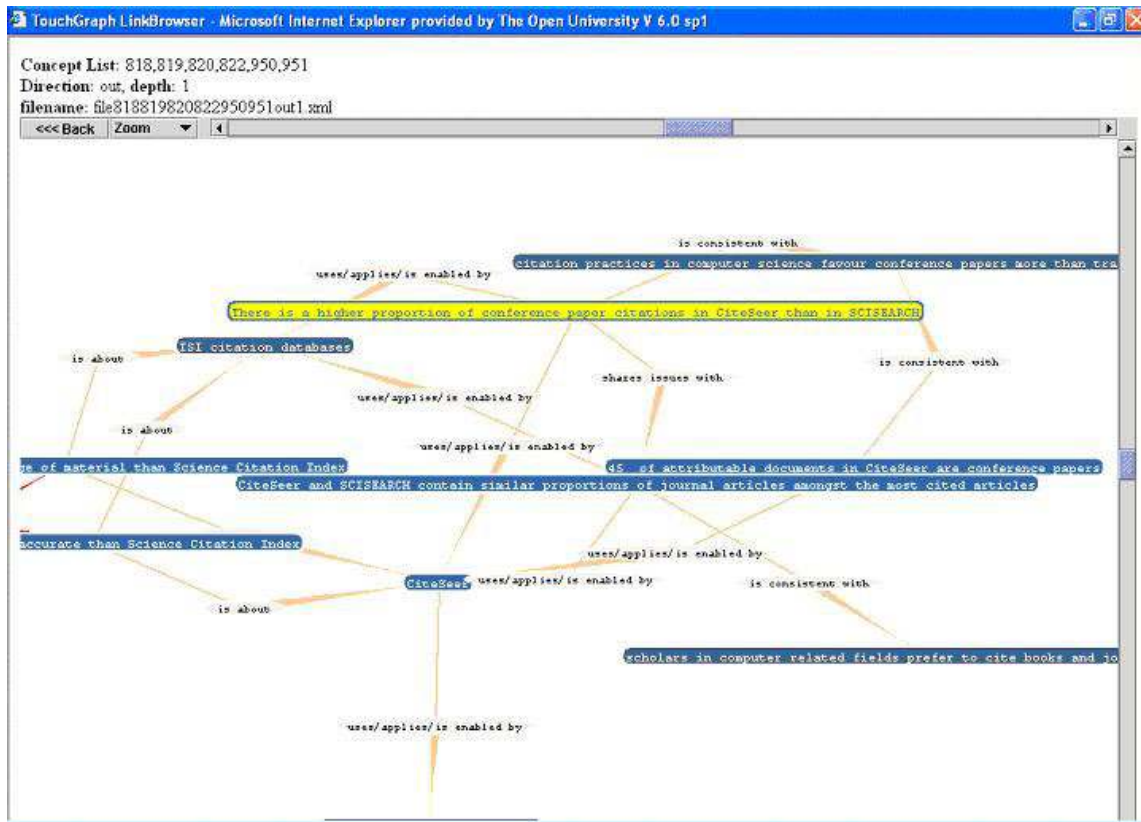 TouchGraph LinkBrowser - Microsoft Internet Explorer provided by The Open University V 6.0 sp1
Concept List: 818,819,820,822,950,951
Direction: out, depth: 1
filename: file818819820822950951out1.xml
<<< Back Zoom
is consistent with
citation practices in computer science favour conference papers more than tra
uses/applies/is enabled by
There is a higher proportion of conference paper citations in CiteSeer than in SCISEARCH
ISI citation databases
is about
is consistent with
shares issues with
uses/applies/is enabled by
is about
uses/applies/is enabled by
ge of material than Science Citation Index
45 of attributable documents in CiteSeer are conference papers
CiteSeer and SCISEARCH contain similar proportions of journal articles amongst the most cited articles
accurate than Science Citation Index
uses/applies/is enabled by
CiteSeer
uses/applies/is enabled by
is consistent with
is about
scholars in computer related fields prefer to cite books and jo
uses/applies/is enabled by